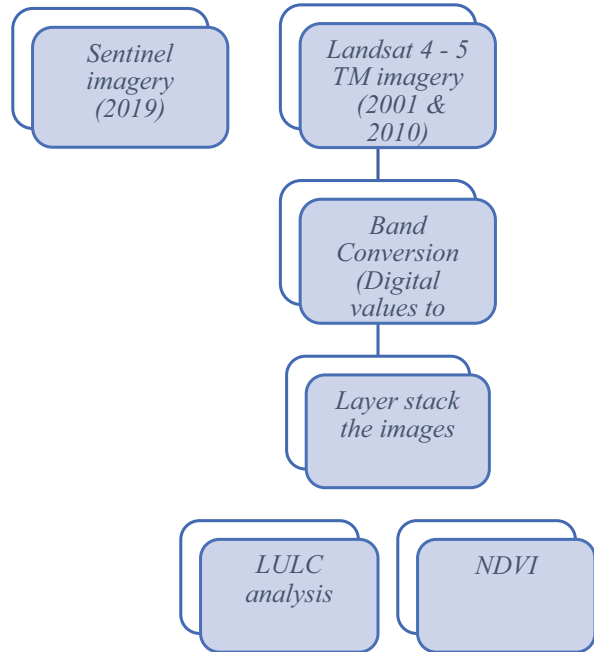 Sentinel
imagery
(2019)
Landsat 4 - 5
TM imagery
(2001 &
2010)
Band
Conversion
(Digital
values to
Layer stack
the images
LULC
analysis
NDVI